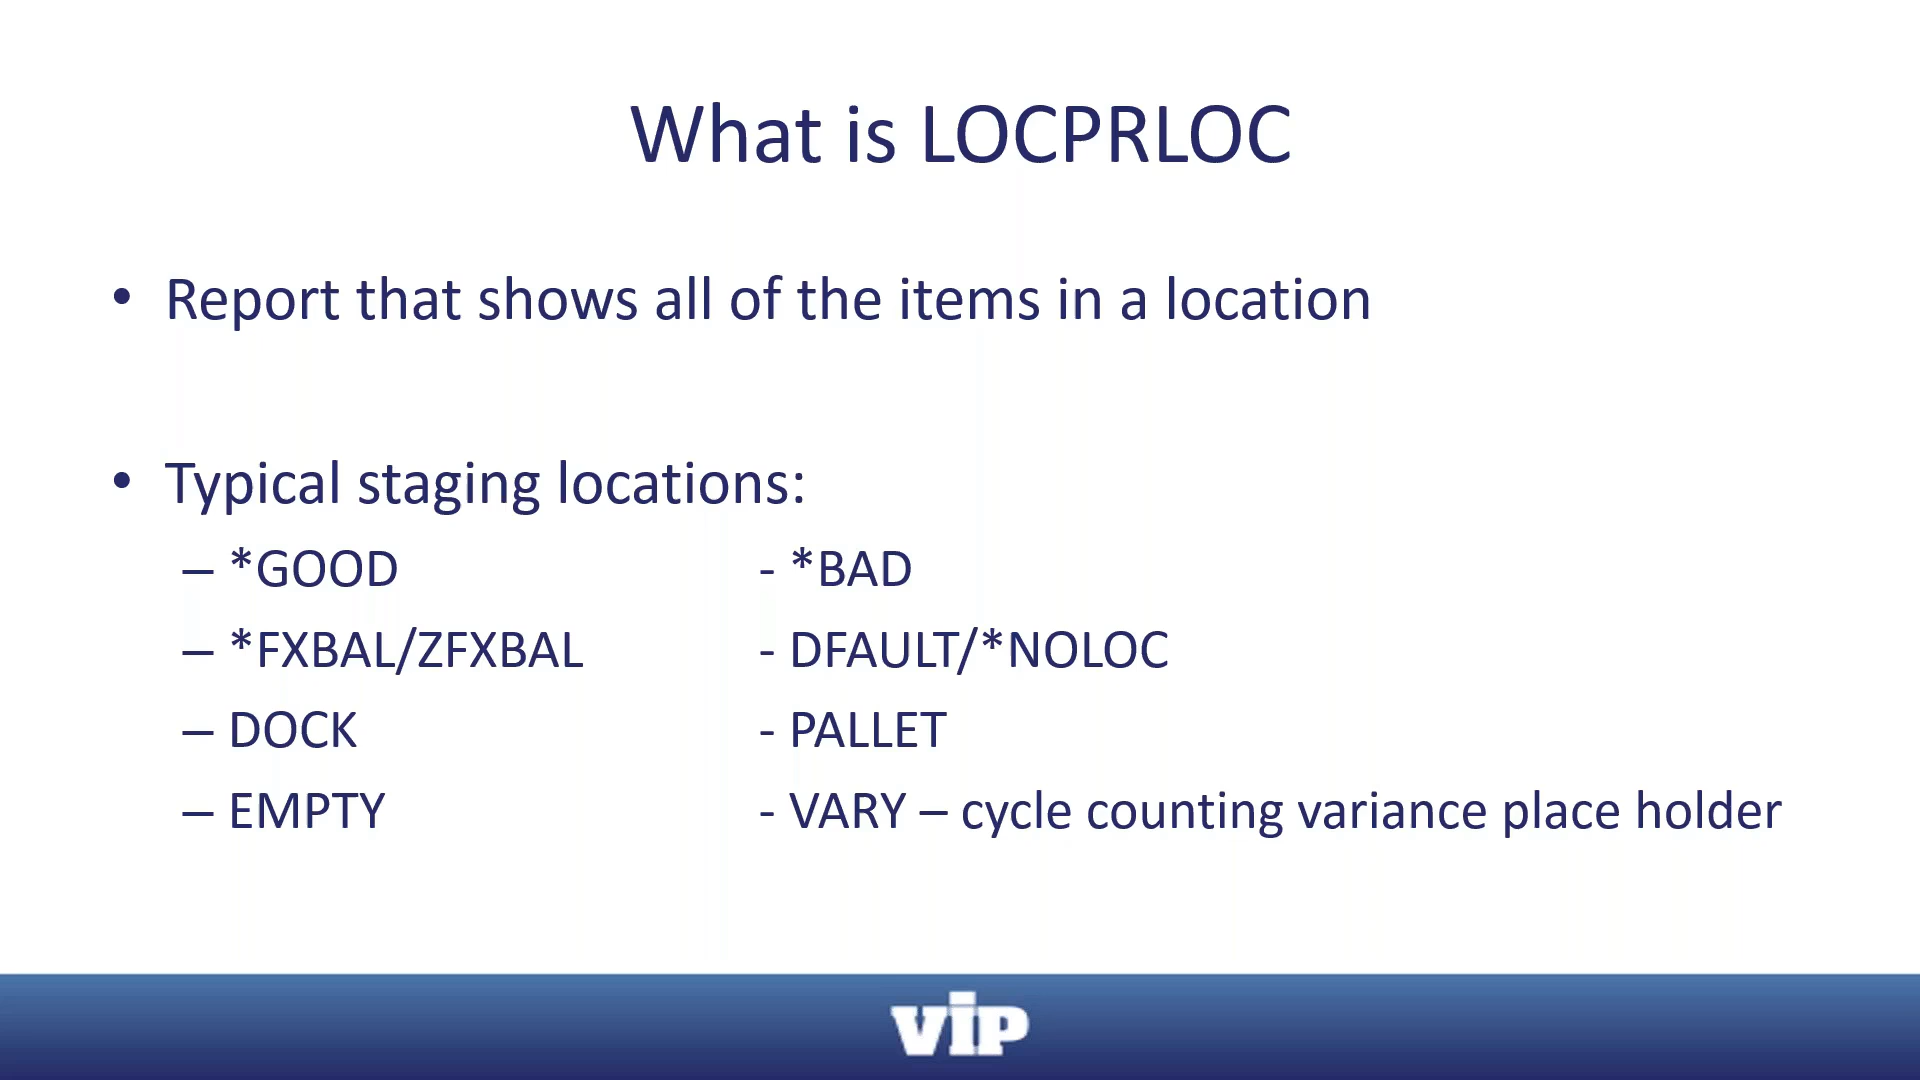 What is LOCPRLOC
• Report that shows all of the items in a location
• Typical staging locations:
– *GOOD - *BAD
– *FXBAL/ZFXBAL - DFAULT/*NOLOC
– DOCK - PALLET
– EMPTY - VARY – cycle counting variance place holder
vip